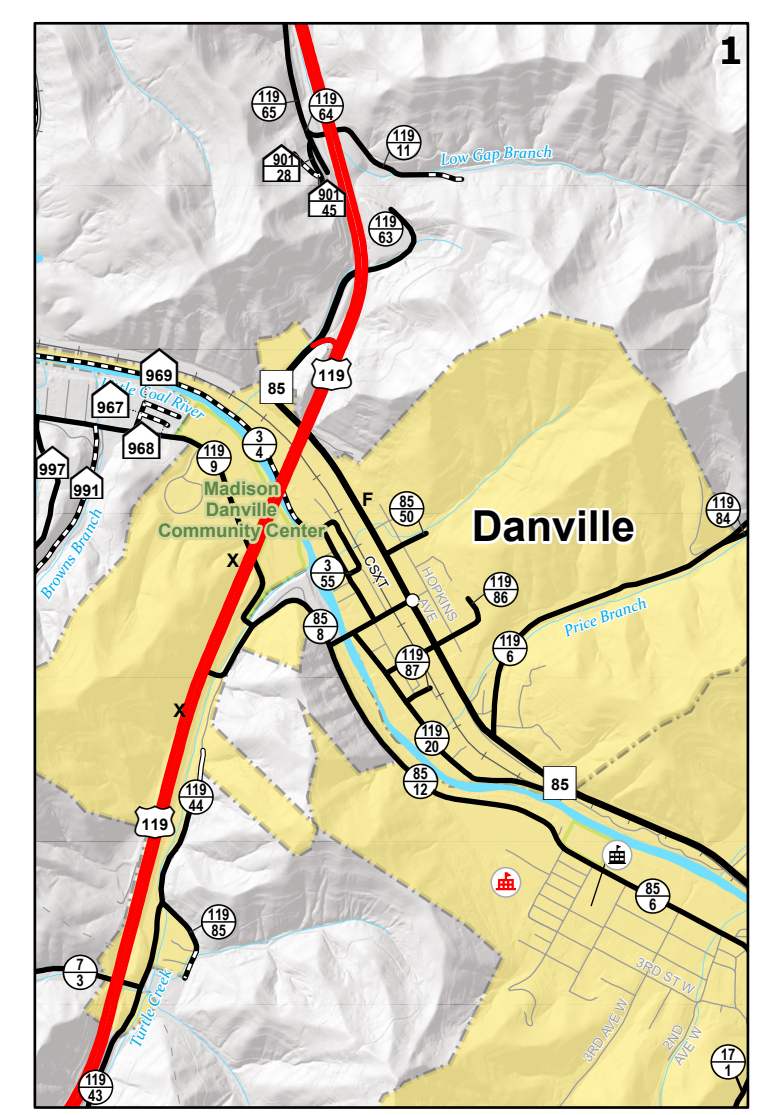 1
119
65
119
64
119
11
Low Gap Branch
901
28
901
45
119
63
969
119
85
Little Coal River
967
968
3
4
119
9
997
991
Madison
Danville
Community Center
F
85
50
Danville
119
84
X
CSXT
3
55
HOPKINS
AVE
119
86
Browns Branch
Price Branch
85
8
119
6
119
87
X
119
20
85
12
85
119
44
119
85
6
119
85
3RD ST W
7
3
Turtle Creek
3RD AVE W
2ND
AVE W
17
1
119
43